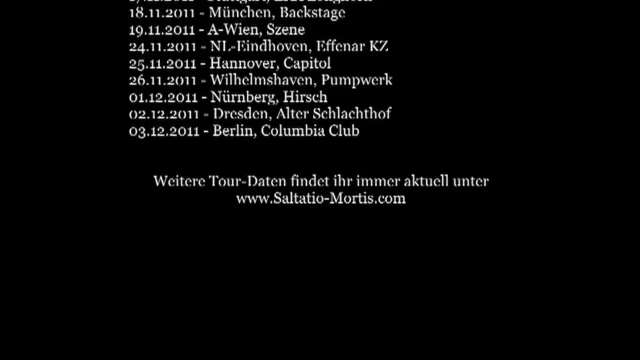 18.11.2011 - München, Backstage
19.11.2011 - A-Wien, Szene
24.11.2011 - NL-Eindhoven, Effenar KZ
25.11.2011 - Hannover, Capitol
26.11.2011 - Wilhelmshaven, Pumpwerk
01.12.2011 - Nürnberg, Hirsch
02.12.2011 - Dresden, Alter Schlachthof
03.12.2011 - Berlin, Columbia Club
Weitere Tour-Daten findet ihr immer aktuell unter
www.Saltatio-Mortis.com